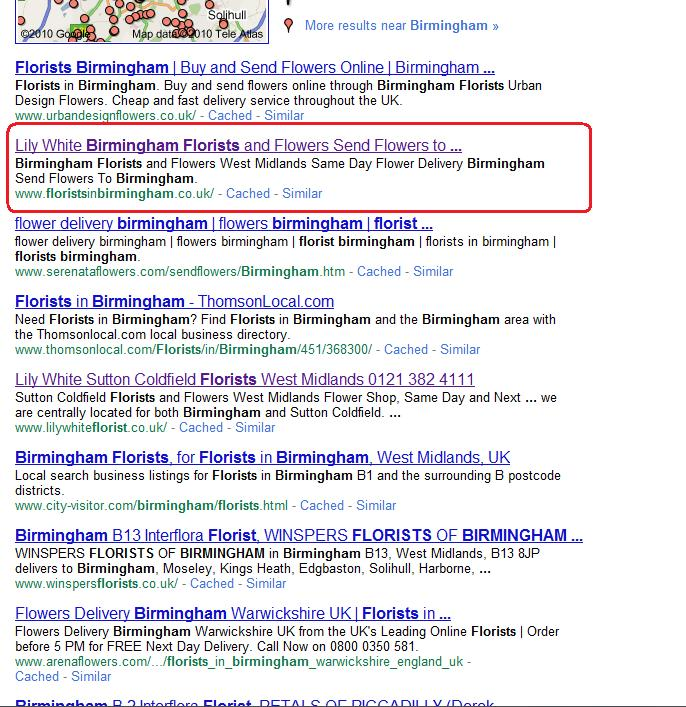 Solihull
©2010 Google Map data ©2010 Tele Atlas
More results near Birmingham »
Florists Birmingham | Buy and Send Flowers Online | Birmingham ...
Florists in Birmingham. Buy and send flowers online through Birmingham Florists Urban
Design Flowers. Cheap and fast delivery service throughout the UK.
www.urbandesignflowers.co.uk/ - Cached - Similar
Lily White Birmingham Florists and Flowers Send Flowers to ...
Birmingham Florists and Flowers West Midlands Same Day Flower Delivery Birmingham
Send Flowers To Birmingham.
www.floristsinbirmingham.co.uk/ - Cached - Similar
flower delivery birmingham | flowers birmingham | florist ...
flower delivery birmingham | flowers birmingham | florist birmingham | florists in birmingham |
florists birmingham.
www.serenataflowers.com/sendflowers/Birmingham.htm - Cached - Similar
Florists in Birmingham - ThomsonLocal.com
Need Florists in Birmingham? Find Florists in Birmingham and the Birmingham area with
the Thomsonlocal.com local business directory.
www.thomsonlocal.com/Florists/in/Birmingham/451/368300/ - Cached - Similar
Lily White Sutton Coldfield Florists West Midlands 0121 382 4111
Sutton Coldfield Florists and Flowers West Midlands Flower Shop, Same Day and Next ... we
are centrally located for both Birmingham and Sutton Coldfield. ...
www.lilywhiteflorist.co.uk/ - Cached - Similar
Birmingham Florists, for Florists in Birmingham, West Midlands, UK
Local search business listings for Florists in Birmingham B1 and the surrounding B postcode
districts.
www.city-visitor.com/birmingham/florists.html - Cached - Similar
Birmingham B13 Interflora Florist, WINSPERS FLORISTS OF BIRMINGHAM ...
WINSPERS FLORISTS OF BIRMINGHAM in Birmingham B13, West Midlands, B13 8JP
delivers to Birmingham, Moseley, Kings Heath, Edgbaston, Solihull, Harborne, ...
www.winspersflorists.co.uk/ - Cached - Similar
Flowers Delivery Birmingham Warwickshire UK | Florists in ...
Flowers Delivery Birmingham Warwickshire UK from the UK's Leading Online Florists | Order
before 5 PM for FREE Next Day Delivery. Call Now on 0800 0350 581.
www.arenaflowers.com/.../florists_in_birmingham_warwickshire_england_uk -
Cached - Similar
Birmingham B 2 Interflora Florist, PETALS OF PICCADILLY (Derek